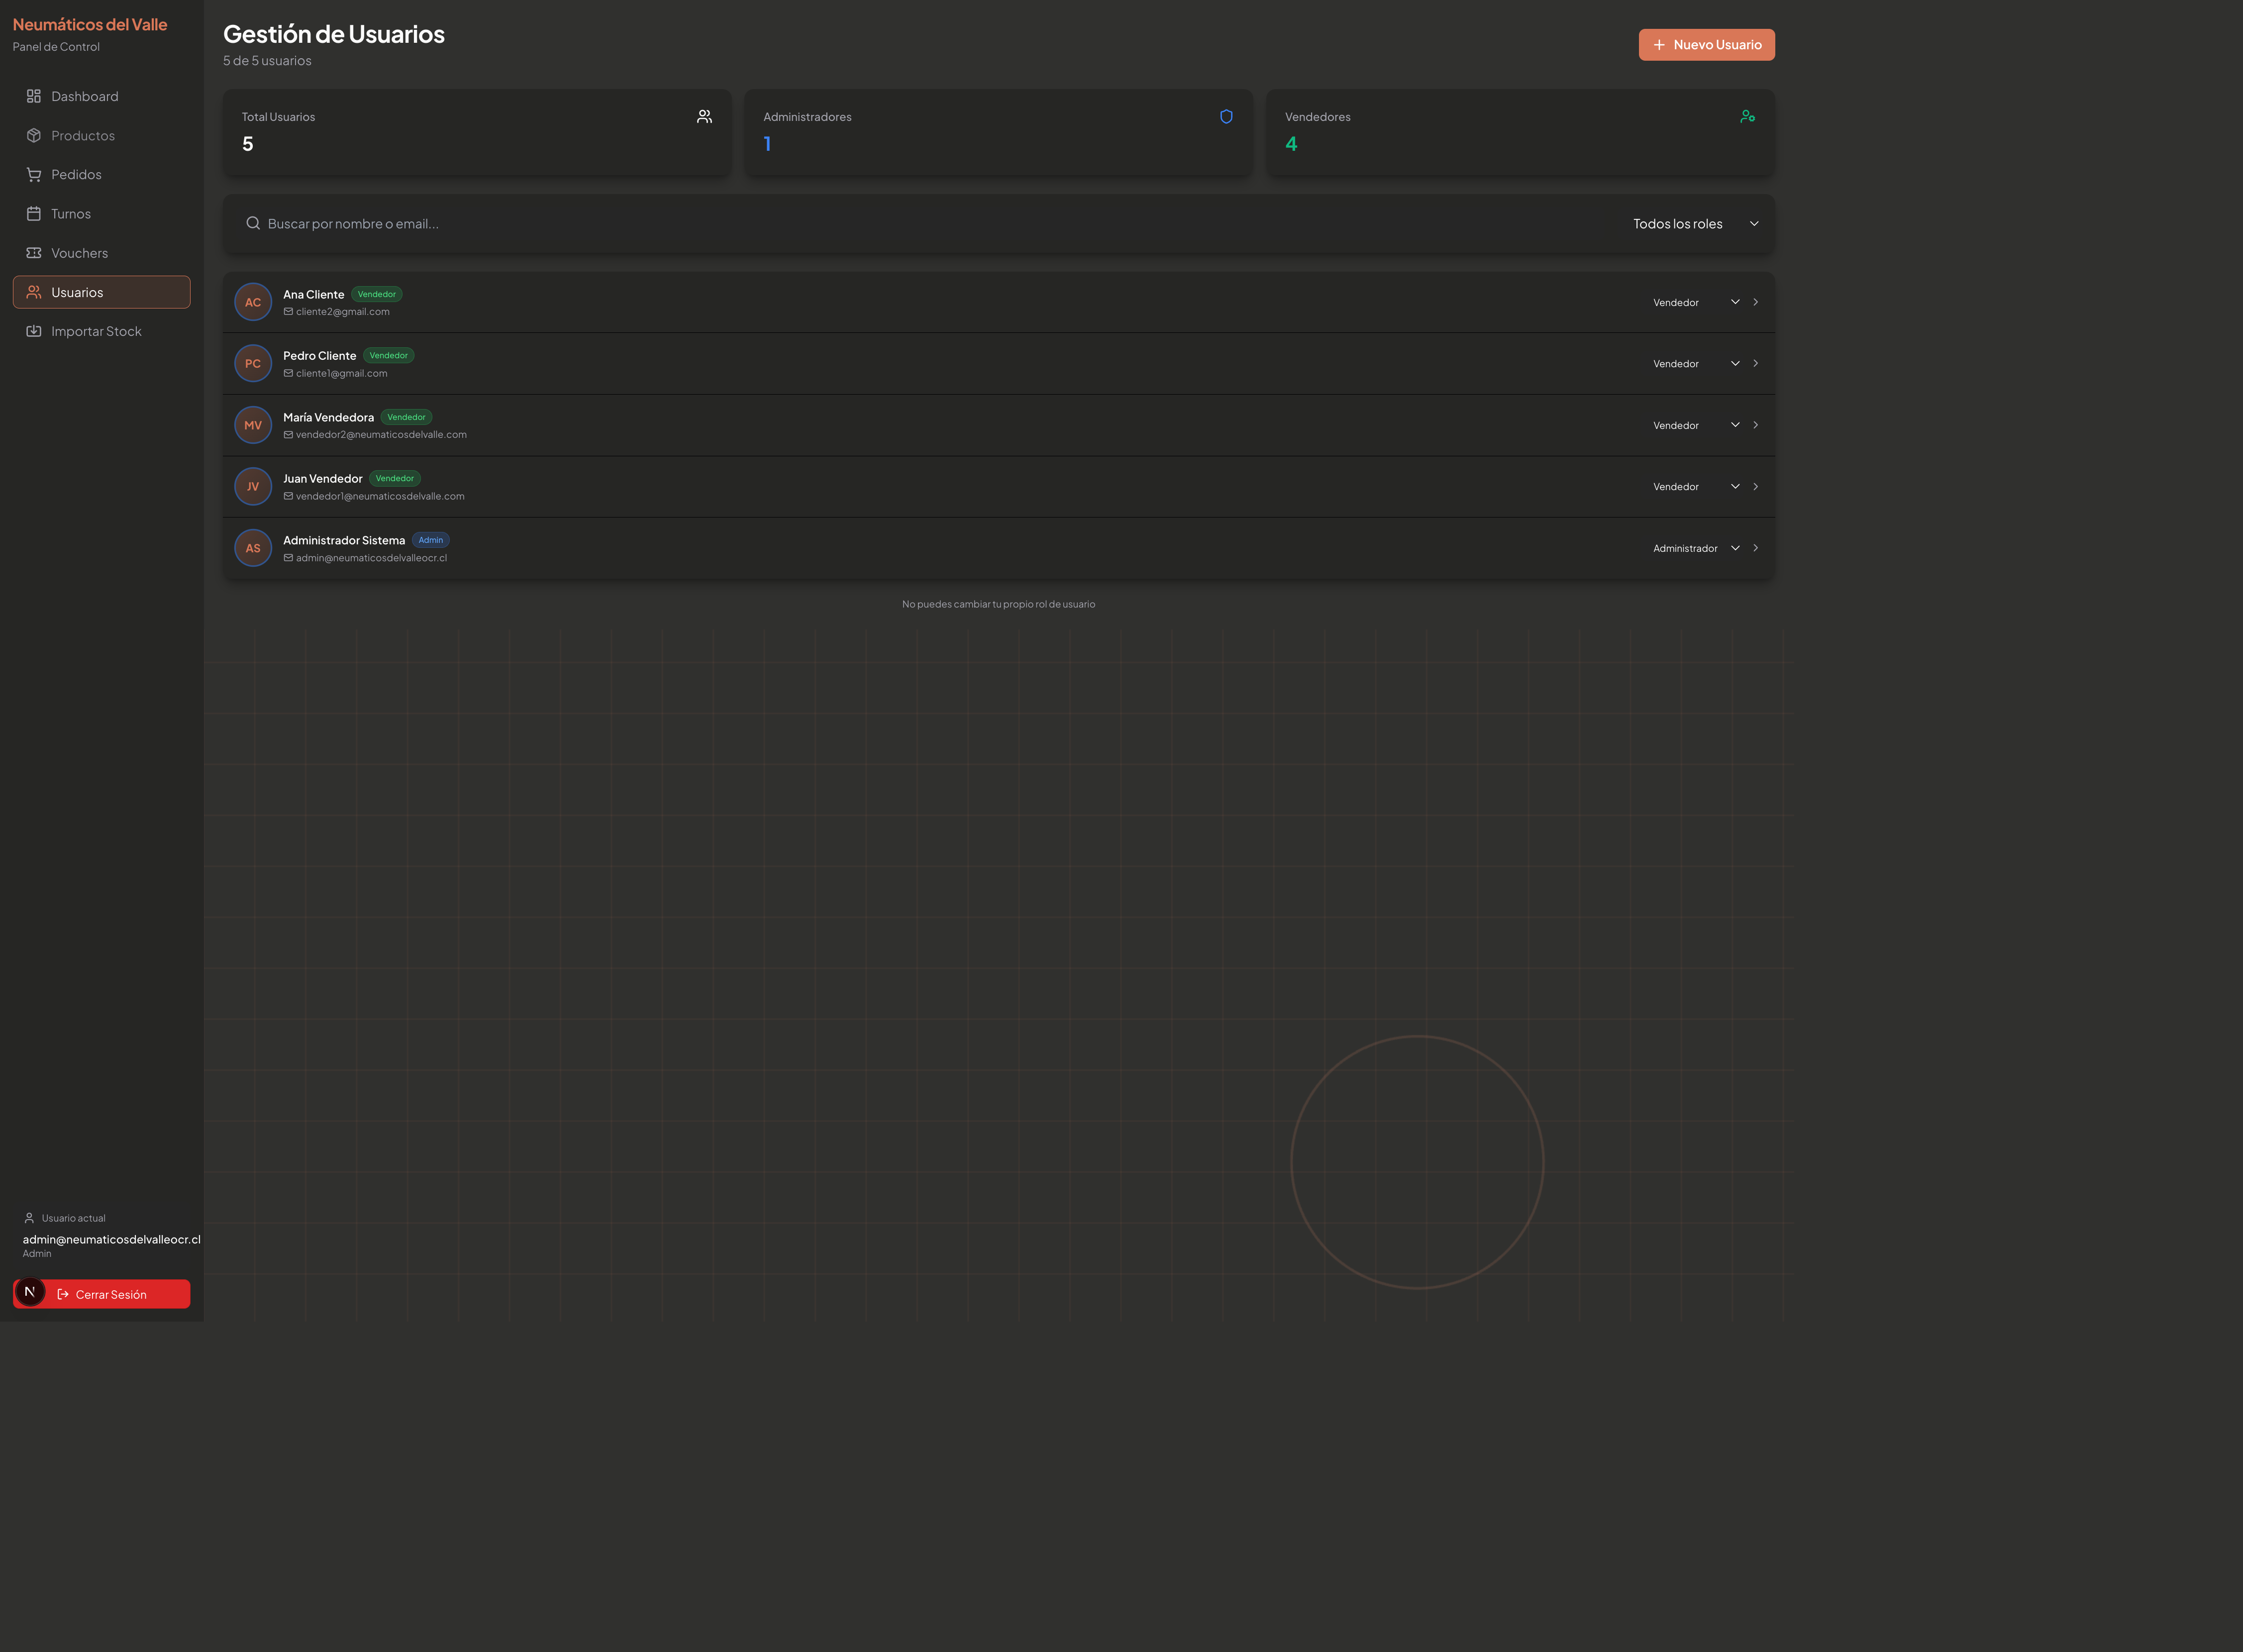 Neumáticos del Valle
Panel de Control
Dashboard
Productos
Pedidos
Turnos
Vouchers
Usuarios
Importar Stock
Usuario actual
admin@neumaticosdelvalleocr.cl
Admin
N
Cerrar Sesión
Gestión de Usuarios
5 de 5 usuarios
Nuevo Usuario
Total Usuarios
5
Administradores
1
Vendedores
4
Buscar por nombre o email...
Todos los roles
AC
Ana Cliente Vendedor
cliente2@gmail.com
Vendedor
PC
Pedro Cliente Vendedor
cliente1@gmail.com
Vendedor
MV
María Vendedora Vendedor
vendedor2@neumaticosdelvalle.com
Vendedor
JV
Juan Vendedor Vendedor
vendedor1@neumaticosdelvalle.com
Vendedor
AS
Administrador Sistema Admin
admin@neumaticosdelvalleocr.cl
Administrador
No puedes cambiar tu propio rol de usuario